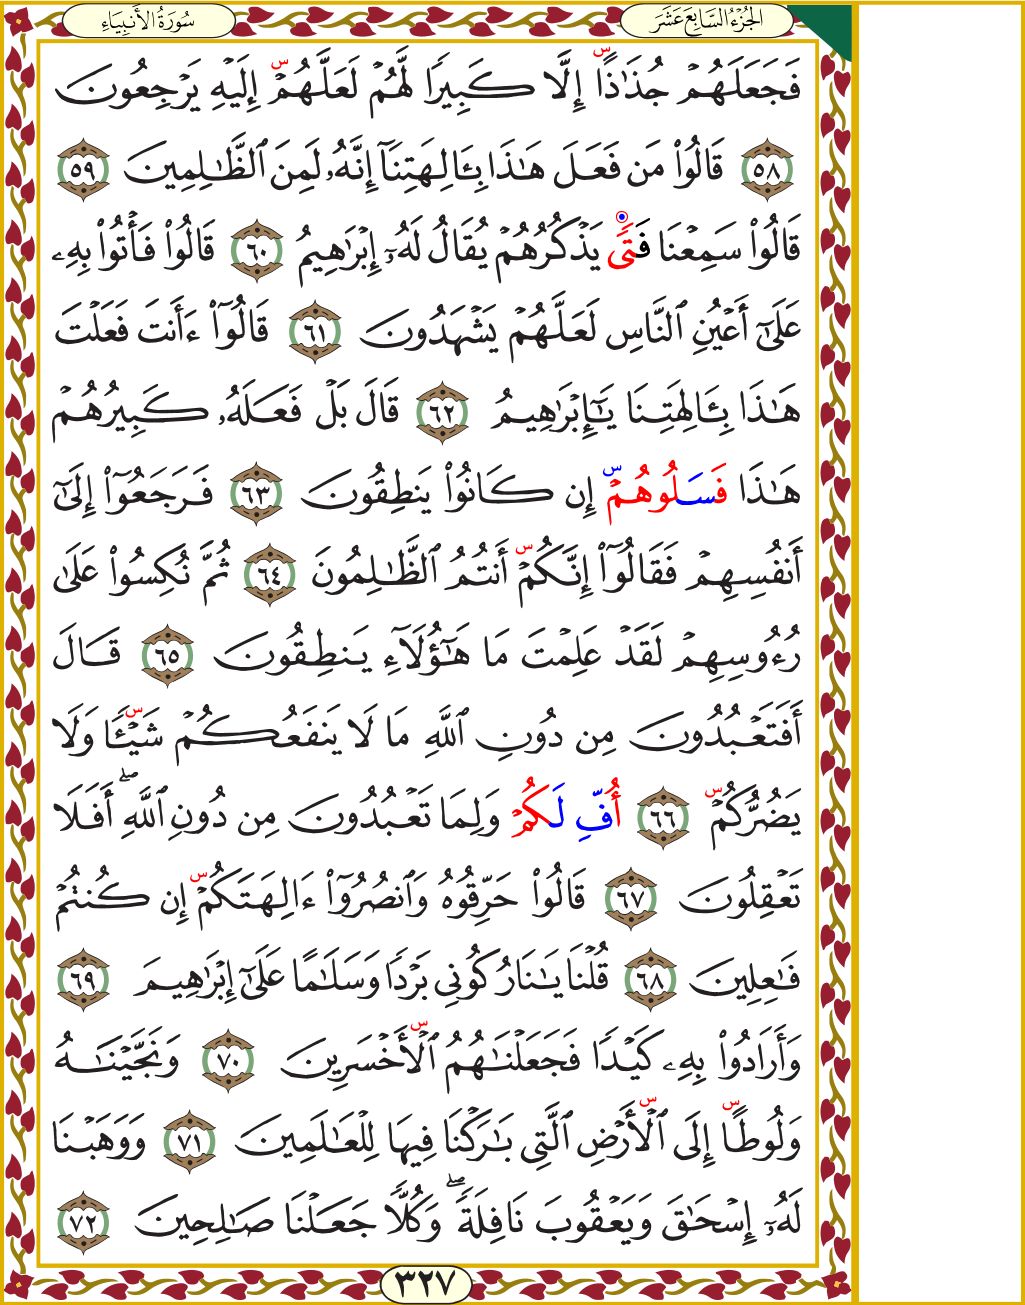 الجُزْءُ السَّابِعَ عَشَرَ
سُورَةُ الأَنبِيَاءِ
فَجَعَلَهُمْ جُذَٰذًا إِلَّا كَبِيرًا لَّهُمْ لَعَلَّهُمْ إِلَيْهِ يَرْجِعُونَ
٥٨ قَالُوا۟ مَن فَعَلَ هَٰذَا بِـَٔالِهَتِنَآ إِنَّهُۥ لَمِنَ ٱلظَّٰلِمِينَ ٥٩
قَالُوا۟ سَمِعْنَا فَتًى يَذْكُرُهُمْ يُقَالُ لَهُۥٓ إِبْرَٰهِيمُ ٦٠ قَالُوا۟ فَأْتُوا۟ بِهِۦ
عَلَىٰٓ أَعْيُنِ ٱلنَّاسِ لَعَلَّهُمْ يَشْهَدُونَ ٦١ قَالُوٓا۟ ءَأَنتَ فَعَلْتَ
هَٰذَا بِـَٔالِهَتِنَا يَٰٓإِبْرَٰهِيمُ ٦٢ قَالَ بَلْ فَعَلَهُۥ كَبِيرُهُمْ
هَٰذَا فَسَلُوهُمْ إِن كَانُوا۟ يَنطِقُونَ ٦٣ فَرَجَعُوٓا۟ إِلَىٰٓ
أَنفُسِهِمْ فَقَالُوٓا۟ إِنَّكُمْ أَنتُمُ ٱلظَّٰلِمُونَ ٦٤ ثُمَّ نُكِسُوا۟ عَلَىٰ
رُءُوسِهِمْ لَقَدْ عَلِمْتَ مَا هَٰٓؤُلَآءِ يَنطِقُونَ ٦٥ قَالَ
أَفَتَعْبُدُونَ مِن دُونِ ٱللَّهِ مَا لَا يَنفَعُكُمْ شَيْـًٔا وَلَا
يَضُرُّكُمْ ٦٦ أُفِّ لَكُمْ وَلِمَا تَعْبُدُونَ مِن دُونِ ٱللَّهِ ۖ أَفَلَا
تَعْقِلُونَ ٦٧ قَالُوا۟ حَرِّقُوهُ وَٱنصُرُوٓا۟ ءَالِهَتَكُمْ إِن كُنتُمْ
فَٰعِلِينَ ٦٨ قُلْنَا يَٰنَارُ كُونِى بَرْدًا وَسَلَٰمًا عَلَىٰٓ إِبْرَٰهِيمَ ٦٩
وَأَرَادُوا۟ بِهِۦ كَيْدًا فَجَعَلْنَٰهُمُ ٱلْأَخْسَرِينَ ٧٠ وَنَجَّيْنَٰهُ
وَلُوطًا إِلَى ٱلْأَرْضِ ٱلَّتِى بَٰرَكْنَا فِيهَا لِلْعَٰلَمِينَ ٧١ وَوَهَبْنَا
لَهُۥٓ إِسْحَٰقَ وَيَعْقُوبَ نَافِلَةً ۖ وَكُلًّا جَعَلْنَا صَٰلِحِينَ ٧٢
٣٢٧